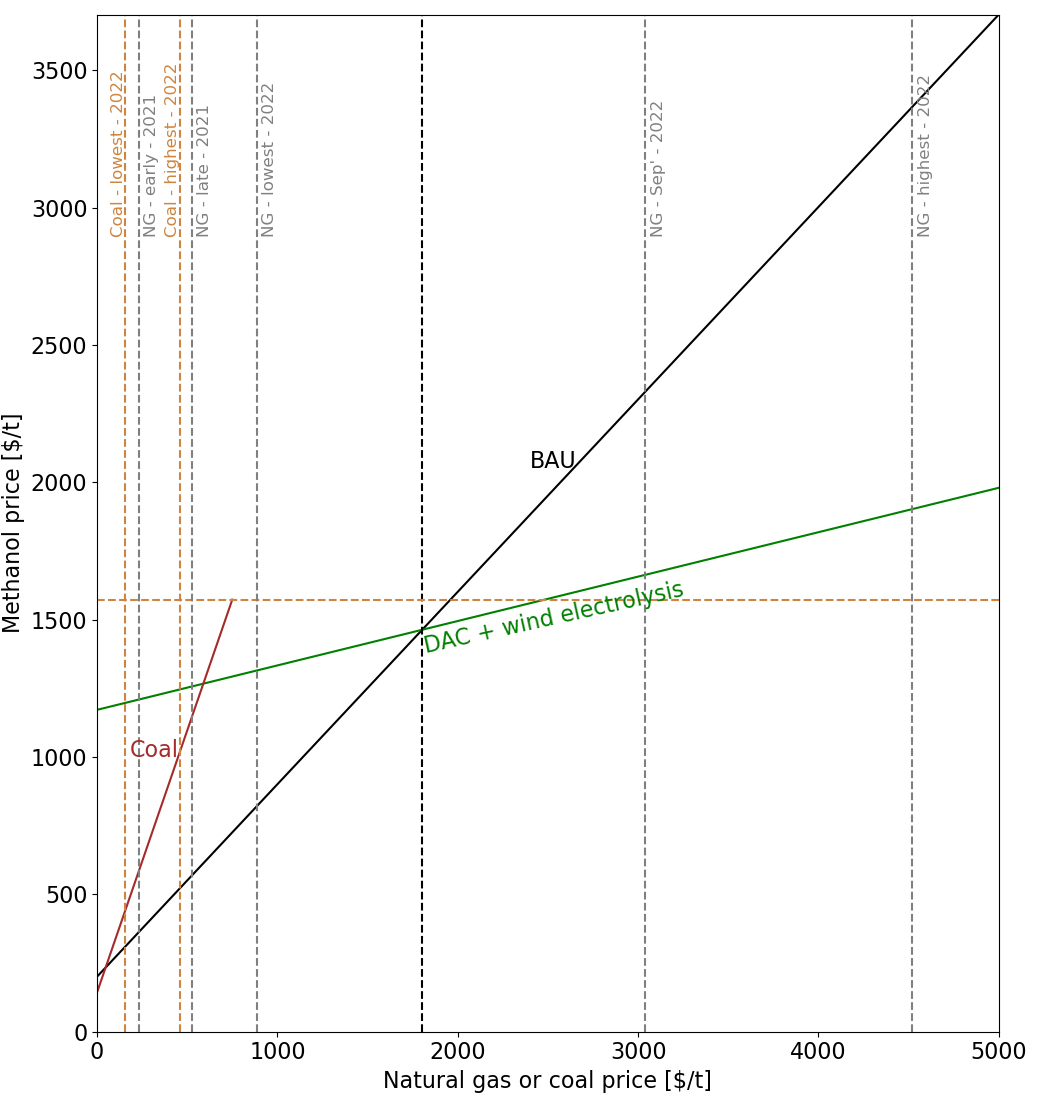 3500
3000
2500
2000
1500
1000
500
0
Methanol price [$/t]
Coal - lowest - 2022
NG - early - 2021
Coal - highest - 2022
NG - late - 2021
NG - lowest - 2022
NG - Sep' - 2022
NG - highest - 2022
BAU
DAC + wind electrolysis
Coal
0
1000
2000
3000
4000
5000
Natural gas or coal price [$/t]